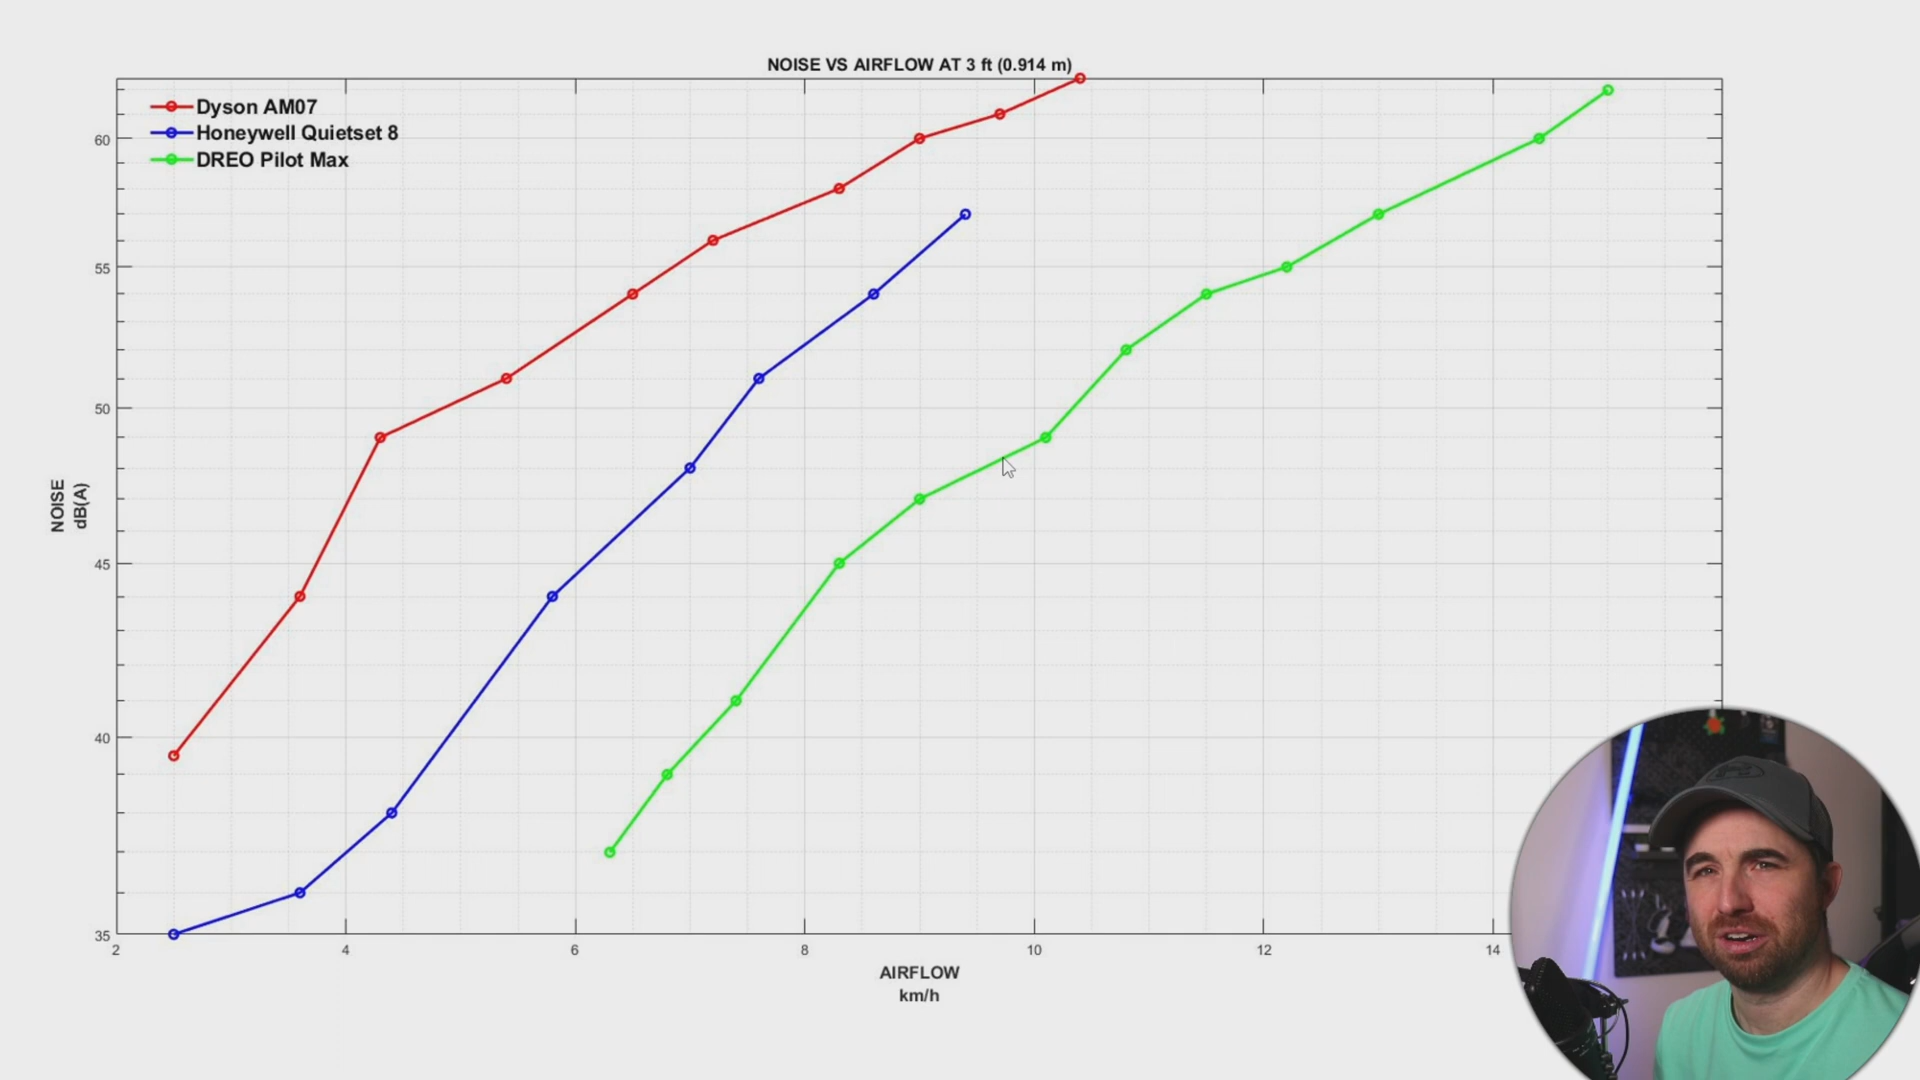 NOISE VS AIRFLOW AT 3 ft (0.914 m)
Dyson AM07
Honeywell Quietset 8
DREO Pilot Max
60
55
50
45
40
35
NOISE
dB(A)
2
4
6
8
10
12
14
AIRFLOW
km/h